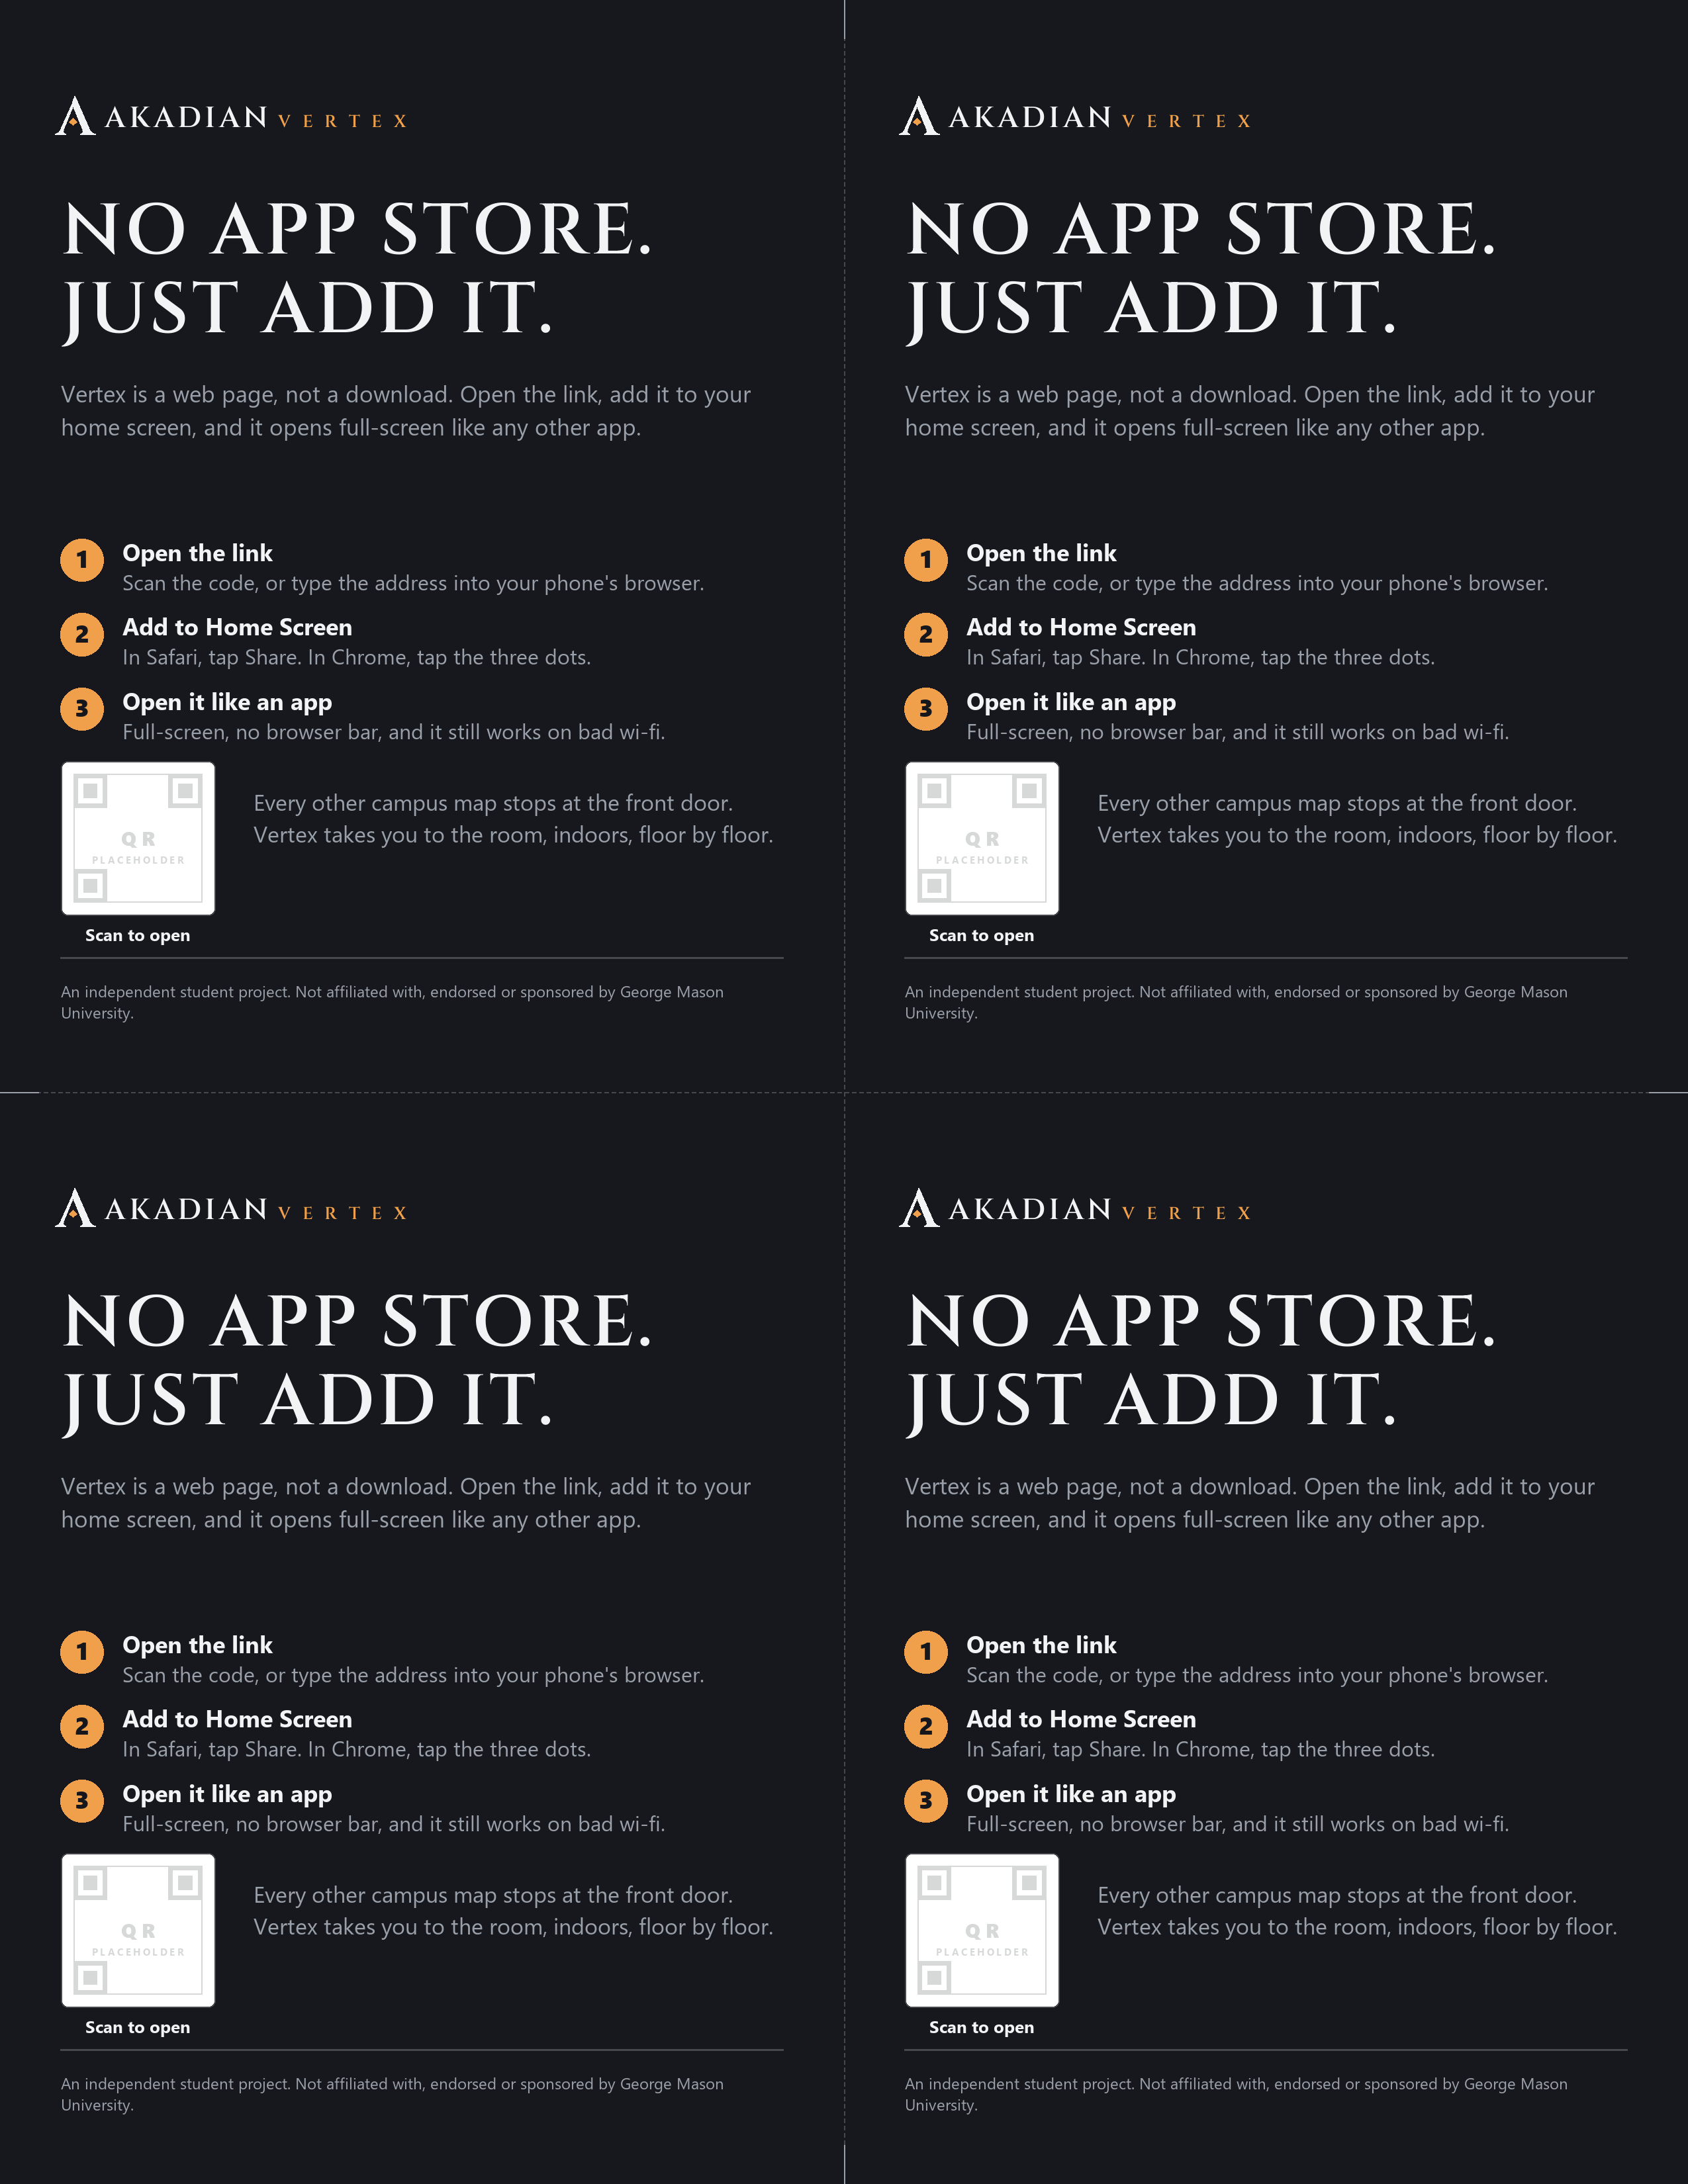 AKADIAN VERTEX
NO APP STORE.
JUST ADD IT.
Vertex is a web page, not a download. Open the link, add it to your
home screen, and it opens full-screen like any other app.
1 Open the link
Scan the code, or type the address into your phone's browser.
2 Add to Home Screen
In Safari, tap Share. In Chrome, tap the three dots.
3 Open it like an app
Full-screen, no browser bar, and it still works on bad wi-fi.
QR
PLACEHOLDER
Scan to open
Every other campus map stops at the front door.
Vertex takes you to the room, indoors, floor by floor.
An independent student project. Not affiliated with, endorsed or sponsored by George Mason
University.
AKADIAN VERTEX
NO APP STORE.
JUST ADD IT.
Vertex is a web page, not a download. Open the link, add it to your
home screen, and it opens full-screen like any other app.
1 Open the link
Scan the code, or type the address into your phone's browser.
2 Add to Home Screen
In Safari, tap Share. In Chrome, tap the three dots.
3 Open it like an app
Full-screen, no browser bar, and it still works on bad wi-fi.
QR
PLACEHOLDER
Scan to open
Every other campus map stops at the front door.
Vertex takes you to the room, indoors, floor by floor.
An independent student project. Not affiliated with, endorsed or sponsored by George Mason
University.
AKADIAN VERTEX
NO APP STORE.
JUST ADD IT.
Vertex is a web page, not a download. Open the link, add it to your
home screen, and it opens full-screen like any other app.
1 Open the link
Scan the code, or type the address into your phone's browser.
2 Add to Home Screen
In Safari, tap Share. In Chrome, tap the three dots.
3 Open it like an app
Full-screen, no browser bar, and it still works on bad wi-fi.
QR
PLACEHOLDER
Scan to open
Every other campus map stops at the front door.
Vertex takes you to the room, indoors, floor by floor.
An independent student project. Not affiliated with, endorsed or sponsored by George Mason
University.
AKADIAN VERTEX
NO APP STORE.
JUST ADD IT.
Vertex is a web page, not a download. Open the link, add it to your
home screen, and it opens full-screen like any other app.
1 Open the link
Scan the code, or type the address into your phone's browser.
2 Add to Home Screen
In Safari, tap Share. In Chrome, tap the three dots.
3 Open it like an app
Full-screen, no browser bar, and it still works on bad wi-fi.
QR
PLACEHOLDER
Scan to open
Every other campus map stops at the front door.
Vertex takes you to the room, indoors, floor by floor.
An independent student project. Not affiliated with, endorsed or sponsored by George Mason
University.